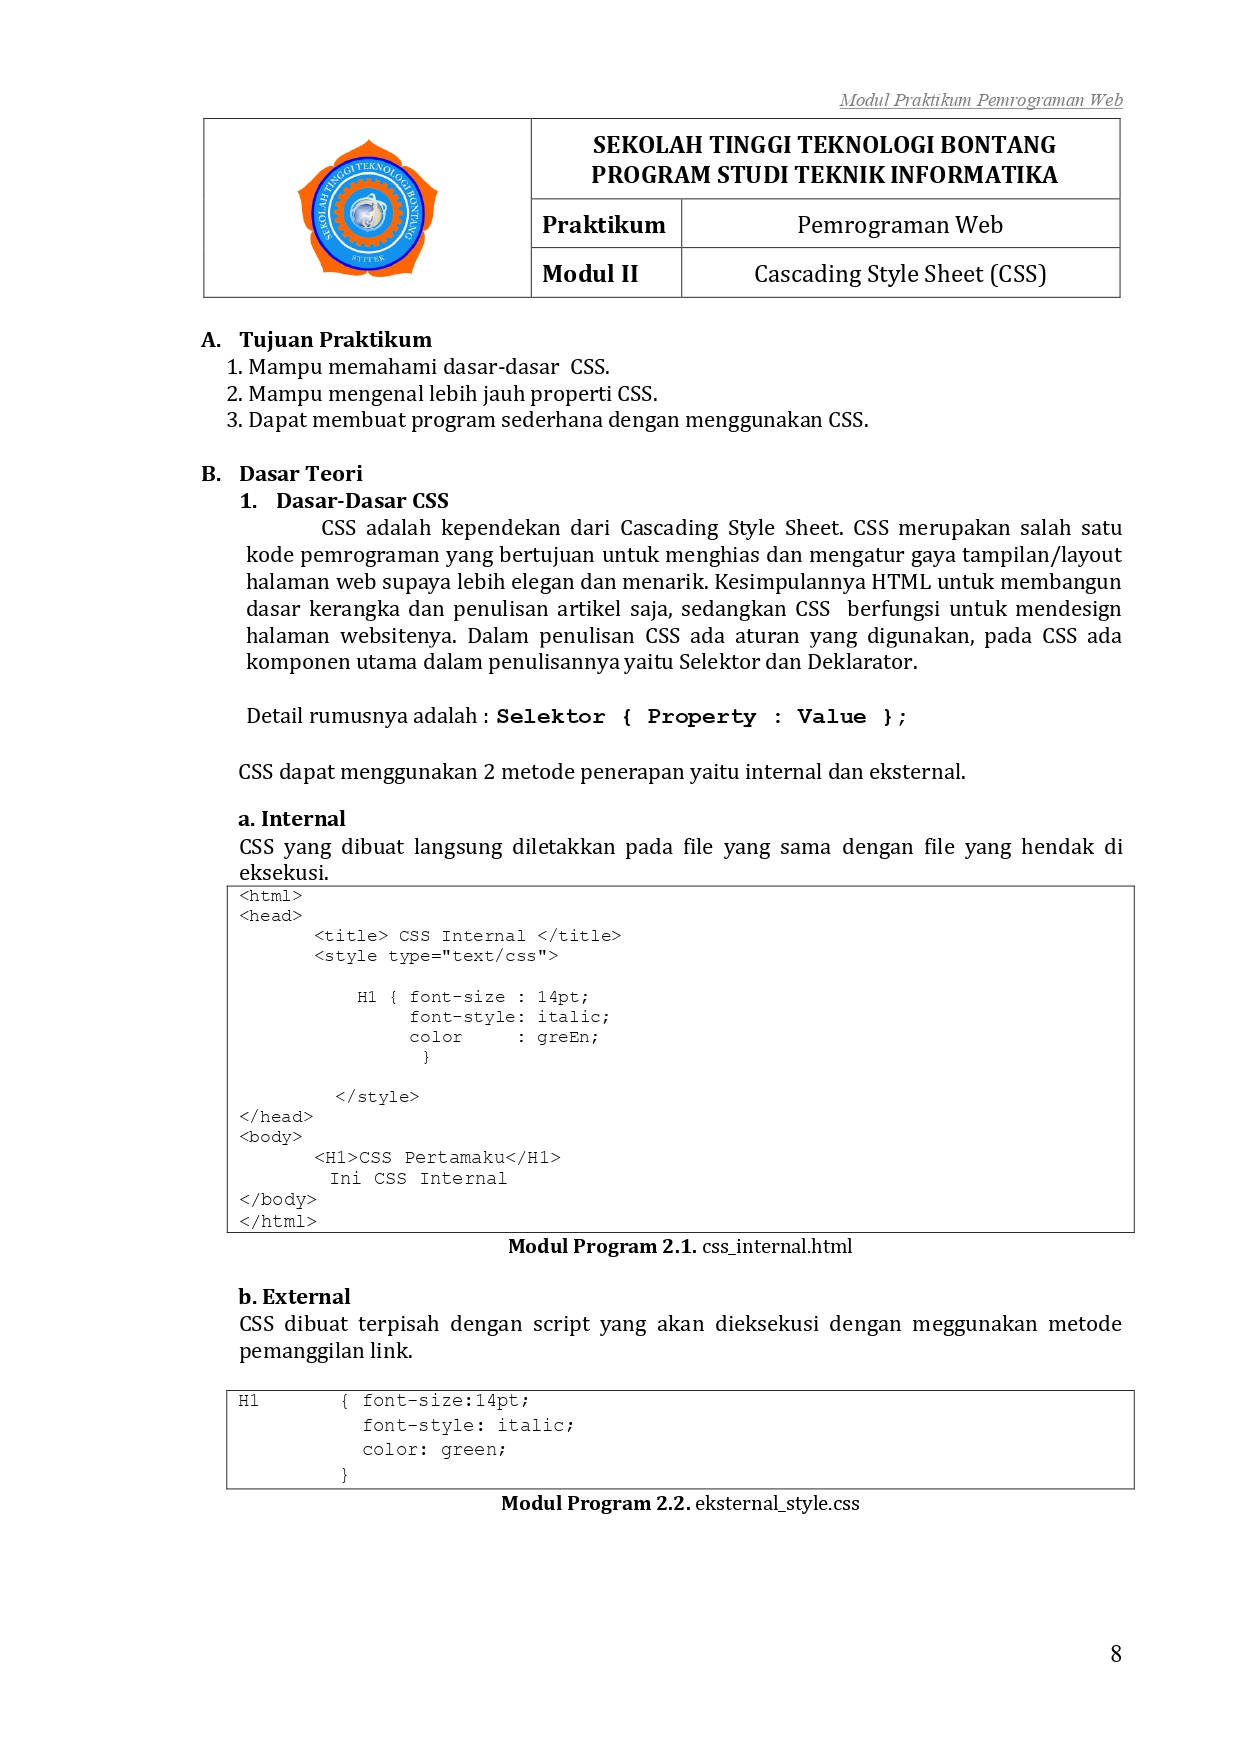 Modul Praktikum Pemrograman Web
SEKOLAH TINGGI TEKNOLOGI BONTANG
STITEK
SEKOLAH TINGGI TEKNOLOGI BONTANG
PROGRAM STUDI TEKNIK INFORMATIKA
Praktikum Pemrograman Web
Modul II Cascading Style Sheet (CSS)
A. Tujuan Praktikum
1. Mampu memahami dasar-dasar  CSS.
2. Mampu mengenal lebih jauh properti CSS.
3. Dapat membuat program sederhana dengan menggunakan CSS.
B. Dasar Teori
1. Dasar-Dasar CSS
CSS adalah kependekan dari Cascading Style Sheet. CSS merupakan salah satu
kode pemrograman yang bertujuan untuk menghias dan mengatur gaya tampilan/layout
halaman web supaya lebih elegan dan menarik. Kesimpulannya HTML untuk membangun
dasar kerangka dan penulisan artikel saja, sedangkan CSS  berfungsi untuk mendesign
halaman websitenya. Dalam penulisan CSS ada aturan yang digunakan, pada CSS ada
komponen utama dalam penulisannya yaitu Selektor dan Deklarator.
Detail rumusnya adalah : Selektor { Property : Value };
CSS dapat menggunakan 2 metode penerapan yaitu internal dan eksternal.
a. Internal
CSS yang dibuat langsung diletakkan pada file yang sama dengan file yang hendak di
eksekusi.
<html>
<head>
<title> CSS Internal </title>
<style type="text/css">
H1 { font-size : 14pt;
font-style: italic;
color     : greEn;
}
</style>
</head>
<body>
<H1>CSS Pertamaku</H1>
Ini CSS Internal
</body>
</html>
Modul Program 2.1. css_internal.html
b. External
CSS dibuat terpisah dengan script yang akan dieksekusi dengan meggunakan metode
pemanggilan link.
H1 { font-size:14pt;
font-style: italic;
color: green;
}
Modul Program 2.2. eksternal_style.css
8